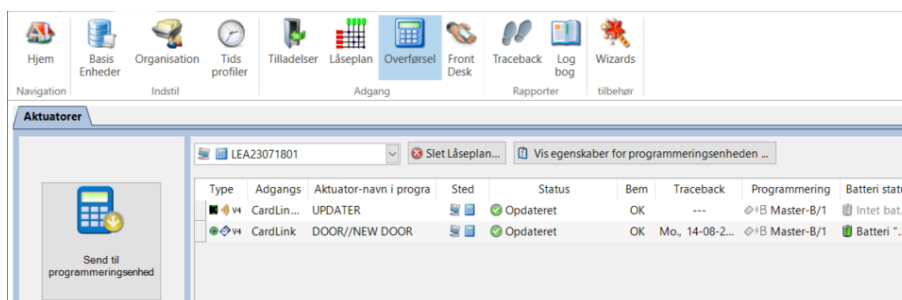 Hjem
Basis
Enheder
Organisation
Tids
profiler
Tilladelser
Låseplan
Overførsel
Front
Desk
Traceback
Log
bog
Wizards
Navigation
Indstil
Adgang
Rapporter
tilbehør
Aktuatorer
LEA23071801
Slet Låseplan...
Vis egenskaber for programmeringsenheden ...
Type Adgangs Aktuator-navn i progra Sted Status Bem Traceback Programmering Batteri statu
V4 CardLin... UPDATER Opdateret OK --- B Master-B/1 Intet bat.
V4 CardLink DOOR//NEW DOOR Opdateret OK Mo., 14-08-2... B Master-B/1 Batteri "..
Send til
programmeringsenhed